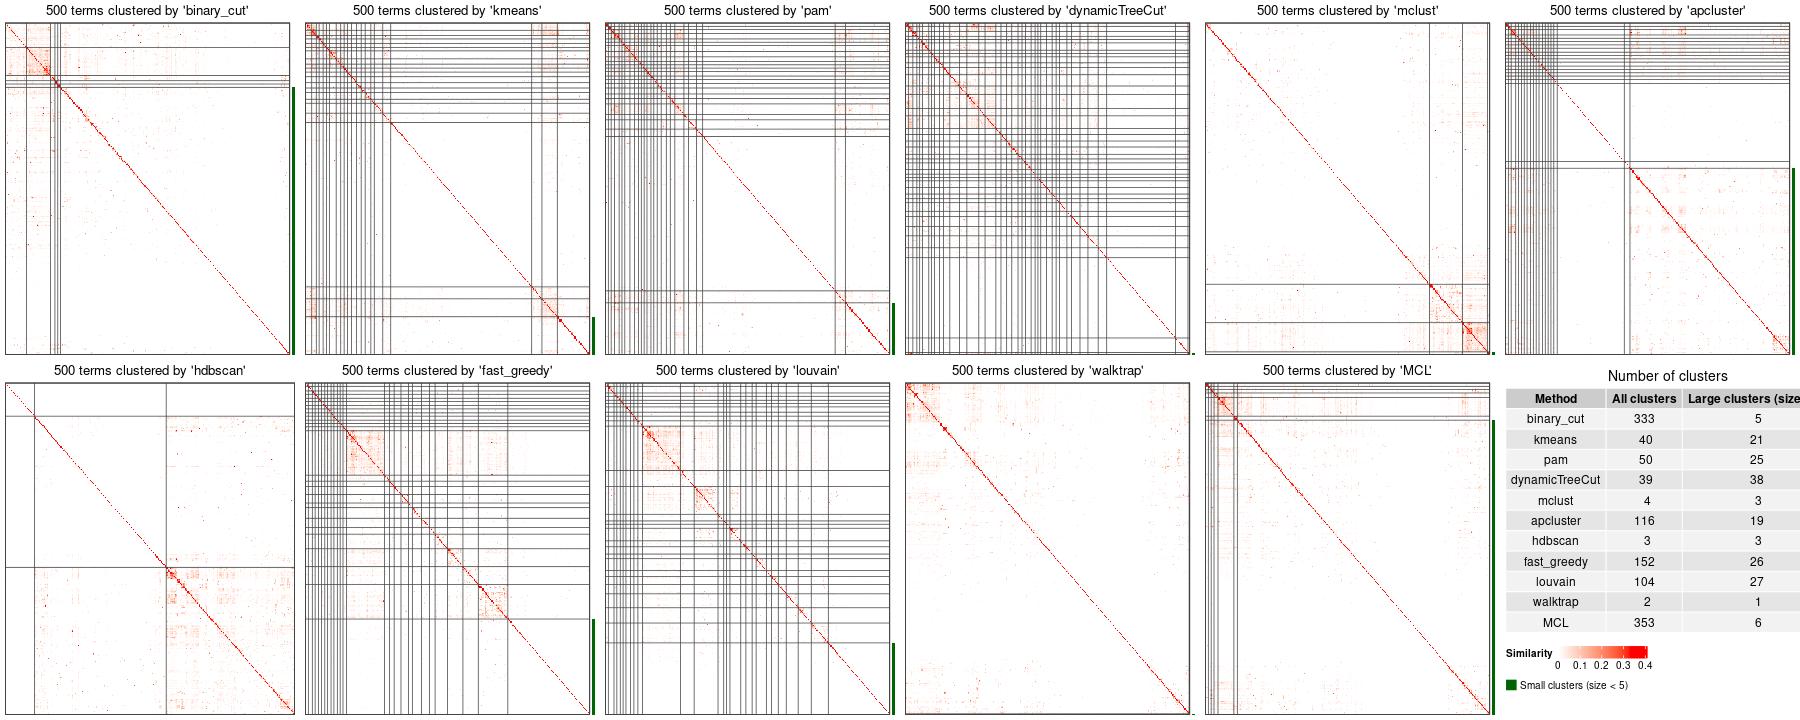 500 terms clustered by 'binary_cut'
500 terms clustered by 'kmeans'
500 terms clustered by 'pam'
500 terms clustered by 'dynamicTreeCut'
500 terms clustered by 'mclust'
500 terms clustered by 'apcluster'
500 terms clustered by 'hdbscan'
500 terms clustered by 'fast_greedy'
500 terms clustered by 'louvain'
500 terms clustered by 'walktrap'
500 terms clustered by 'MCL'
Number of clusters
Method All clusters Large clusters (size
binary_cut 333 5
kmeans 40 21
pam 50 25
dynamicTreeCut 39 38
mclust 4 3
apcluster 116 19
hdbscan 3 3
fast_greedy 152 26
louvain 104 27
walktrap 2 1
MCL 353 6
Similarity
0 0.1 0.2 0.3 0.4
Small clusters (size < 5)